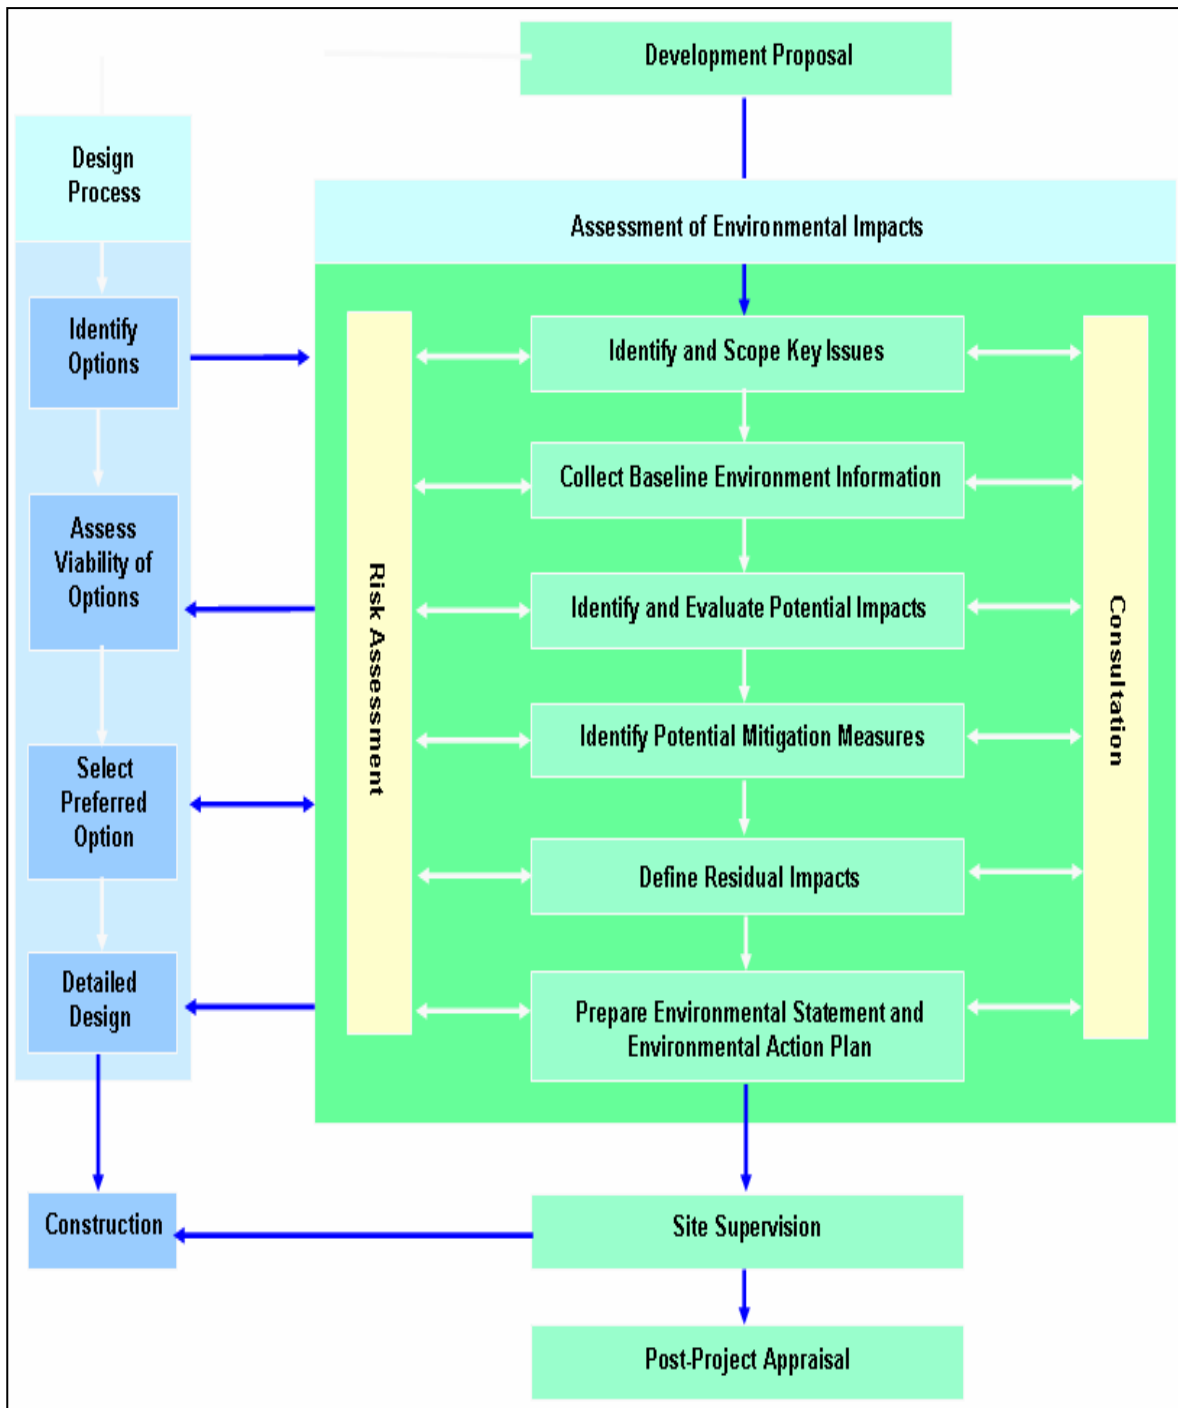 Development Proposal
Design
Process
Assessment of Environmental Impacts
Identify
Options
Identify and Scope Key Issues
Collect Baseline Environment Information
Assess
Viability of
Options
Risk Assessment
Identify and Evaluate Potential Impacts
Consultation
Identify Potential Mitigation Measures
Select
Preferred
Option
Define Residual Impacts
Detailed
Design
Prepare Environmental Statement and
Environmental Action Plan
Construction
Site Supervision
Post-Project Appraisal